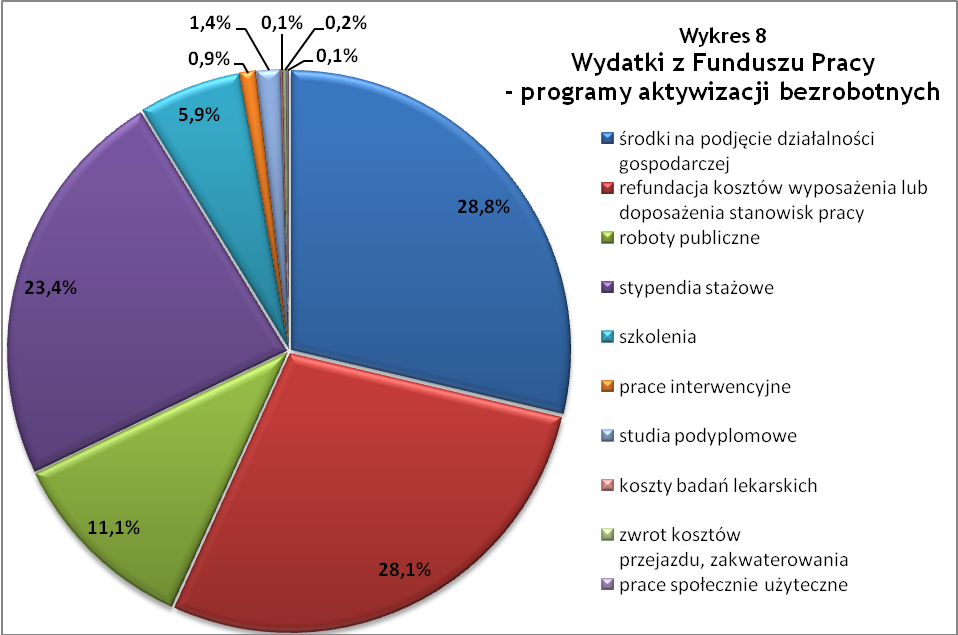 Wykres 8
Wydatki z Funduszu Pracy
- programy aktywizacji bezrobotnych
1,4%
0,1%
0,2%
0,9%
0,1%
5,9%
28,8%
23,4%
11,1%
28,1%
środki na podjęcie działalności
gospodarczej
refundacja kosztów wyposażenia lub
doposażenia stanowisk pracy
roboty publiczne
stypendia stażowe
szkolenia
prace interwencyjne
studia podyplomowe
koszty badań lekarskich
zwrot kosztów
przejazdu, zakwaterowania
prace społecznie użyteczne